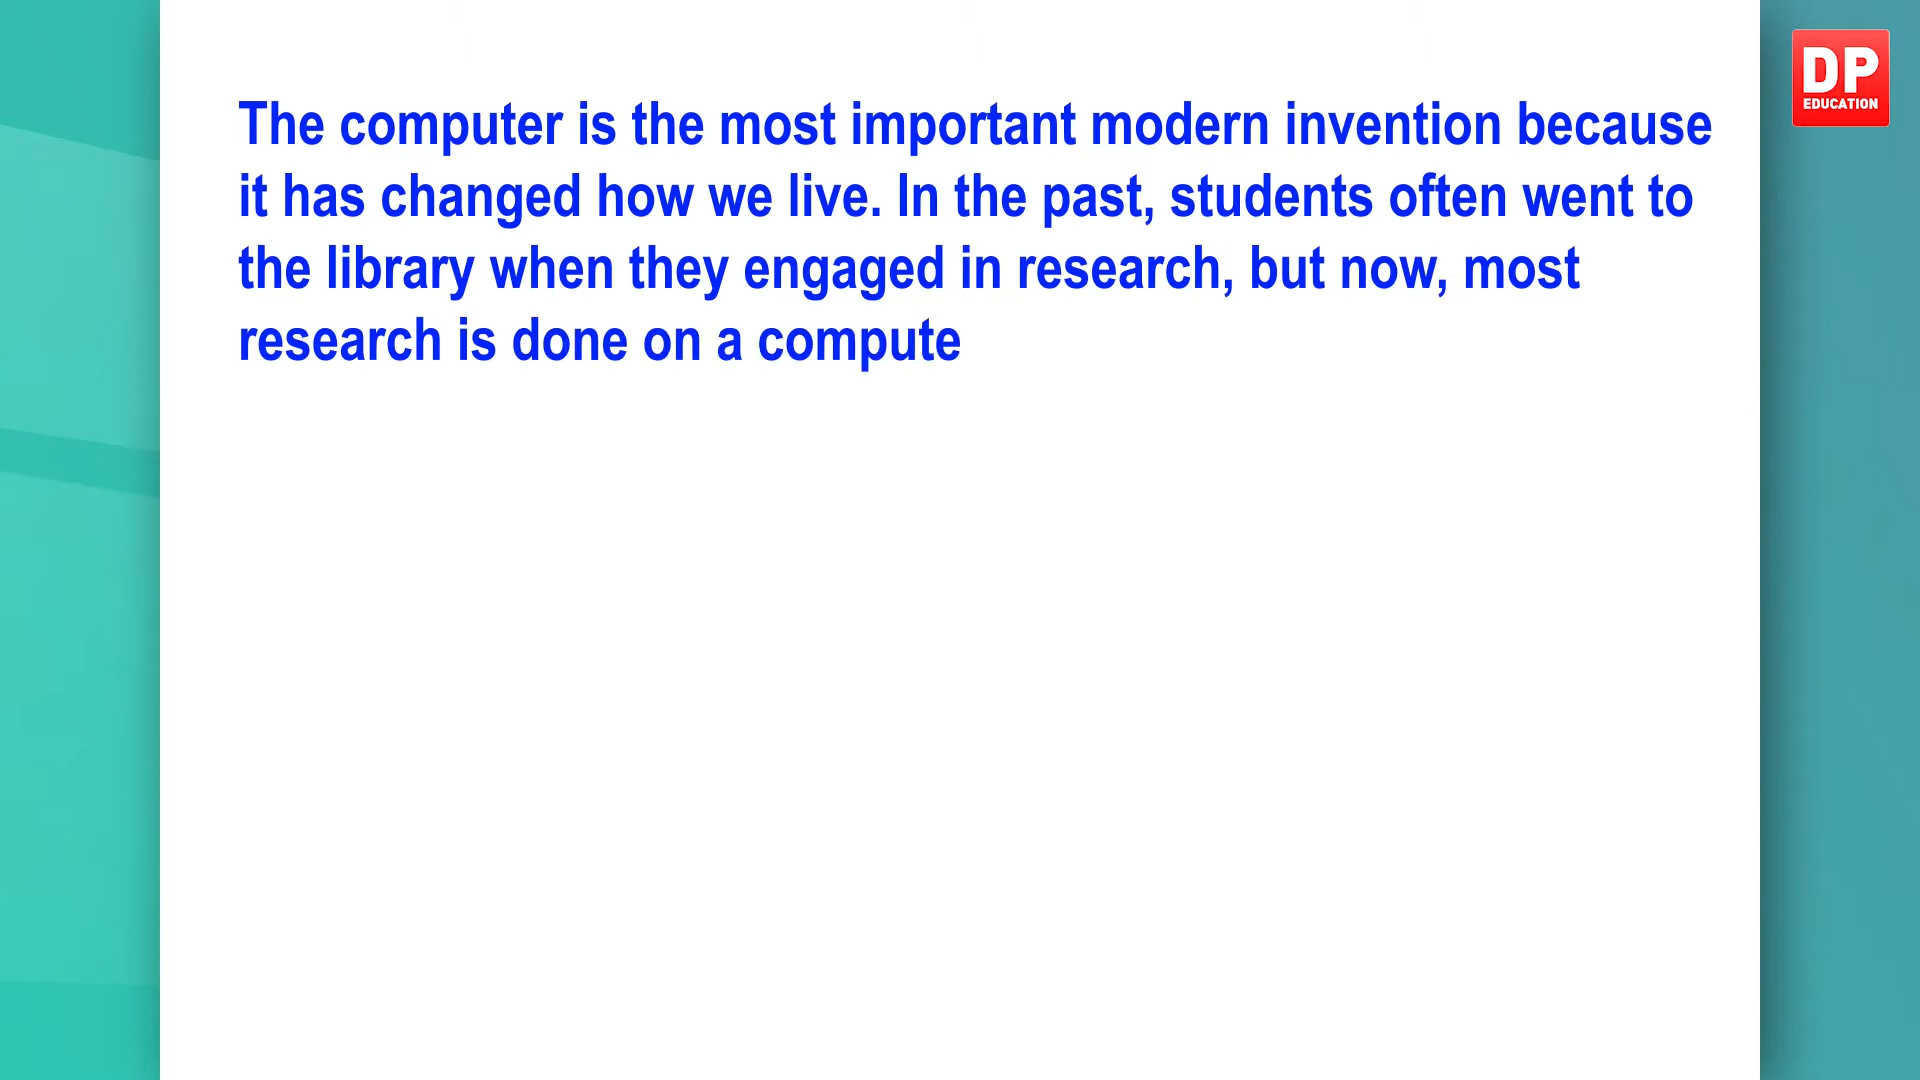 The computer is the most important modern invention because
it has changed how we live. In the past, students often went to
the library when they engaged in research, but now, most
research is done on a compute
DP
EDUCATION